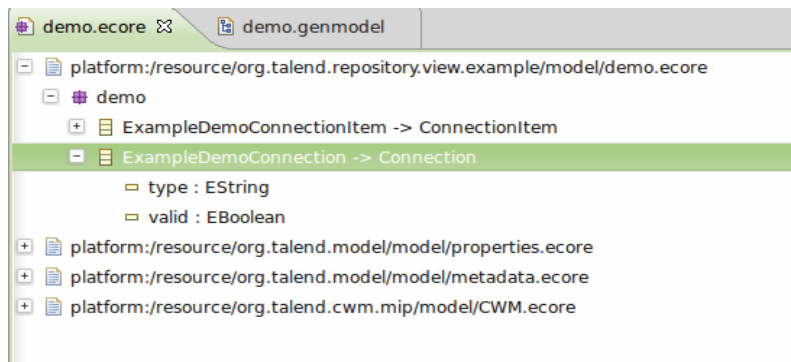 demo.ecore demo.genmodel
platform:/resource/org.talend.repository.view.example/model/demo.ecore
demo
ExampleDemoConnectionItem -> ConnectionItem
ExampleDemoConnection -> Connection
type : EString
valid : EBoolean
platform:/resource/org.talend.model/model/properties.ecore
platform:/resource/org.talend.model/model/metadata.ecore
platform:/resource/org.talend.cwm.mip/model/CWM.ecore